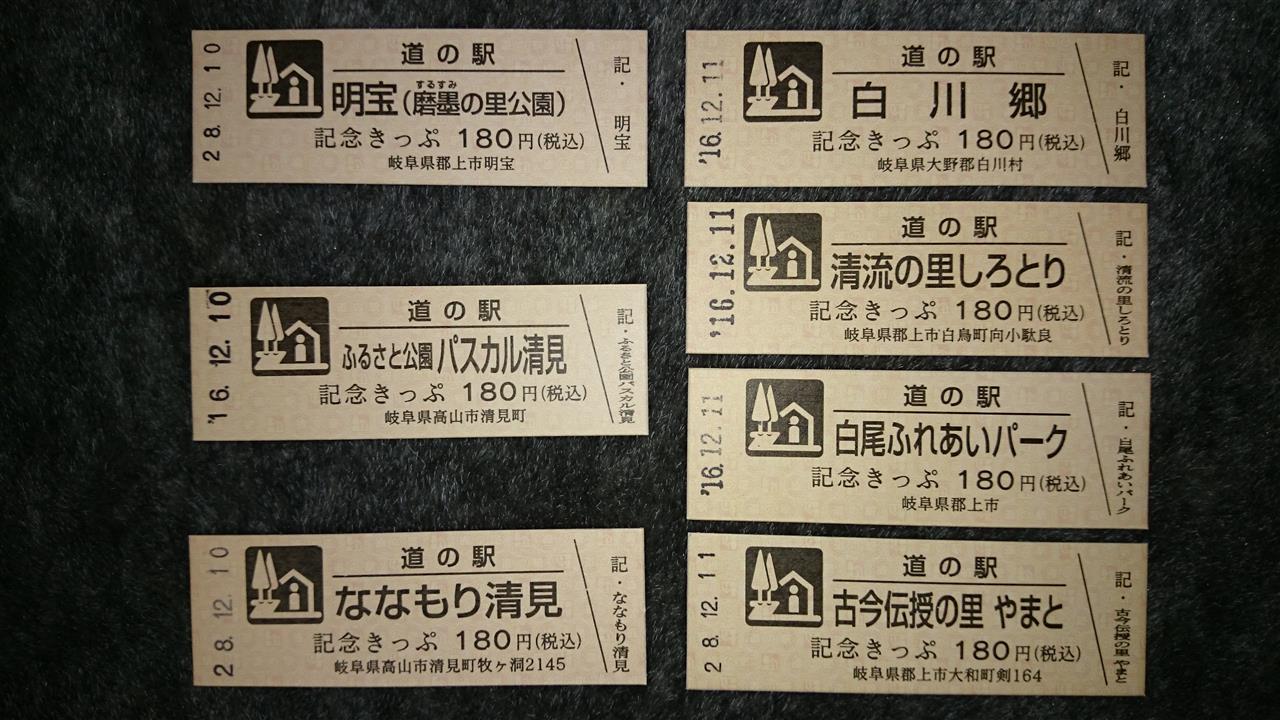 28.12.10
道の駅
するすみ
明宝(磨墨の里公園)
記念きっぷ 180円(税込)
岐阜県郡上市明宝
記・明宝
'16.12.10
道の駅
ふるさと公園パスカル清見
記念きっぷ 180円(税込)
岐阜県高山市清見町
記・ふるさと公園パスカル清見
28.12.10
道の駅
ななもり清見
記念きっぷ 180円(税込)
岐阜県高山市清見町牧ヶ洞2145
記・ななもり清見
'16.12.11
道の駅
白川郷
記念きっぷ 180円(税込)
岐阜県大野郡白川村
記・白川郷
'16.12.11
道の駅
清流の里しろとり
記念きっぷ 180円(税込)
岐阜県郡上市白鳥町向小駄良
記・清流の里しろとり
'16.12.11
道の駅
白尾ふれあいパーク
記念きっぷ 180円(税込)
岐阜県郡上市
記・白尾ふれあいパーク
28.12.11
道の駅
古今伝授の里 やまと
記念きっぷ 180円(税込)
岐阜県郡上市大和町剣164
記・古今伝授の里 やまと